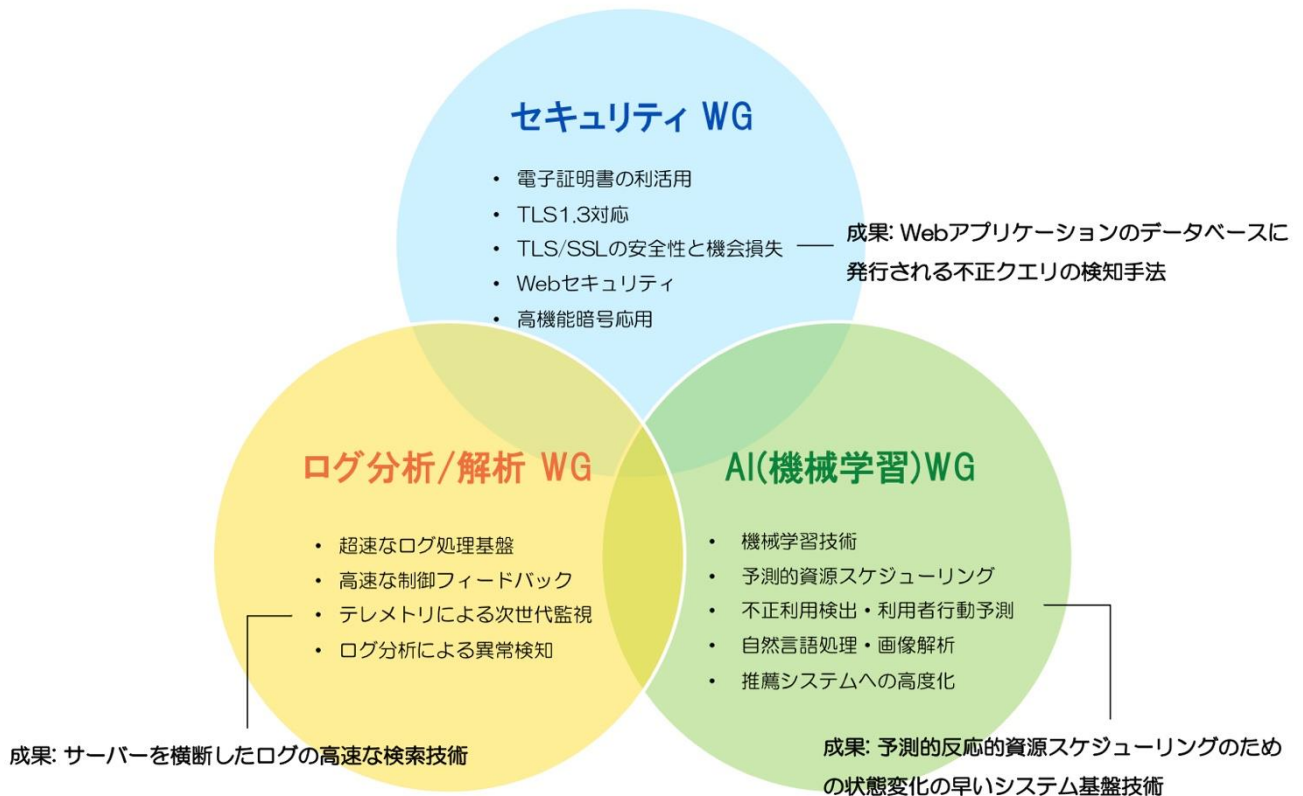 セキュリティ WG
• 電子証明書の利活用
• TLS1.3対応
• TLS/SSLの安全性と機会損失
• Webセキュリティ
• 高機能暗号応用
成果: Webアプリケーションのデータベースに
発行される不正クエリの検知手法
ログ分析/解析 WG
• 超速なログ処理基盤
• 高速な制御フィードバック
• テレメトリによる次世代監視
• ログ分析による異常検知
成果: サーバーを横断したログの高速な検索技術
AI(機械学習)WG
• 機械学習技術
• 予測的資源スケジューリング
• 不正利用検出・利用者行動予測
• 自然言語処理・画像解析
• 推薦システムへの高度化
成果: 予測的反応的資源スケジューリングのため
の状態変化の早いシステム基盤技術